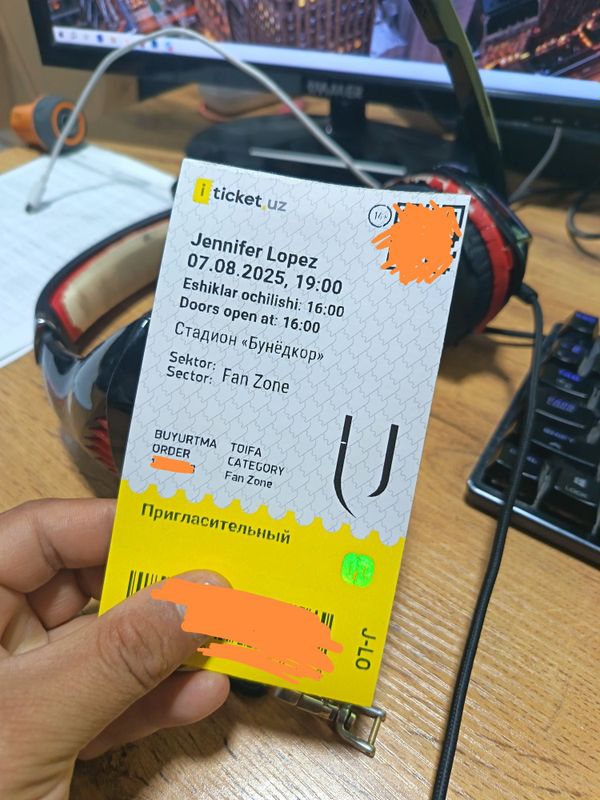 iticket.uz
14+
Jennifer Lopez
07.08.2025, 19:00
Eshiklar ochilishi: 16:00
Doors open at: 16:00
Стадион «Бунёдкор»
Sektor:
Sector: Fan Zone
BUYURTMA
ORDER
TOIFA
CATEGORY
Fan Zone
Пригласительный
J-LO